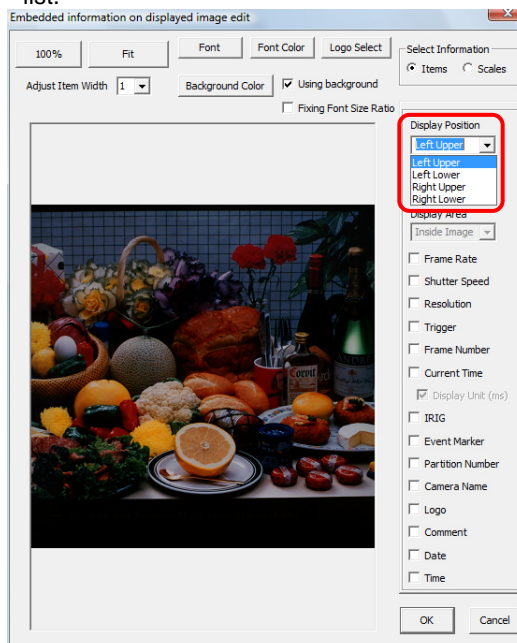 list.
Embedded information on displayed image edit
100%
Fit
Font
Font Color
Logo Select
Adjust Item Width
1
Background Color
Using background
Fixing Font Size Ratio
Select Information
Items
Scales
Display Position
Left Upper
Left Upper
Left Lower
Right Upper
Right Lower
Display Area
Inside Image
Frame Rate
Shutter Speed
Resolution
Trigger
Frame Number
Current Time
Display Unit (ms)
IRIG
Event Marker
Partition Number
Camera Name
Logo
Comment
Date
Time
OK
Cancel